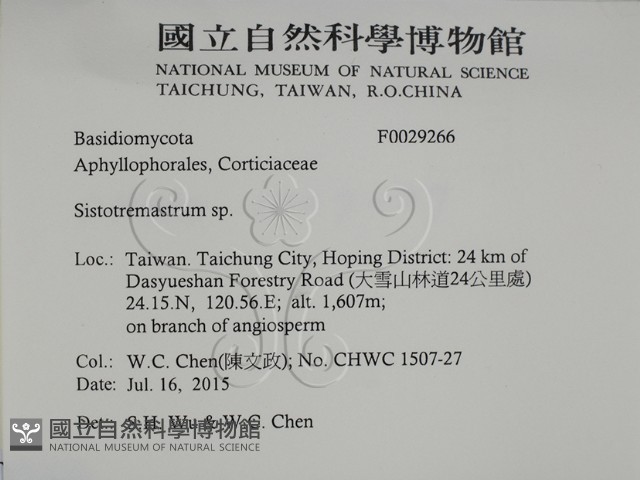 國立自然科學博物館
NATIONAL MUSEUM OF NATURAL SCIENCE
TAICHUNG, TAIWAN, R.O.CHINA
Basidiomycota F0029266
Aphyllophorales, Corticiaceae
Sistotremastrum sp.
Loc.: Taiwan. Taichung City, Hoping District: 24 km of
Dasyueshan Forestry Road (大雪山林道24公里處)
24.15.N, 120.56.E; alt. 1,607m;
on branch of angiosperm
Col.: W.C. Chen(陳文政); No. CHWC 1507-27
Date: Jul. 16, 2015
Det.: S.H. Wu & W.C. Chen
國立自然科學博物館
NATIONAL MUSEUM OF NATURAL SCIENCE